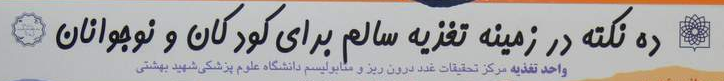 ده نکته در زمینه تغذیه سالم برای کودکان و نوجوانان
واحد تغذیه مرکز تحقیقات غدد درون ریز و متابولیسم دانشگاه علوم پزشکی شهید بهشتی